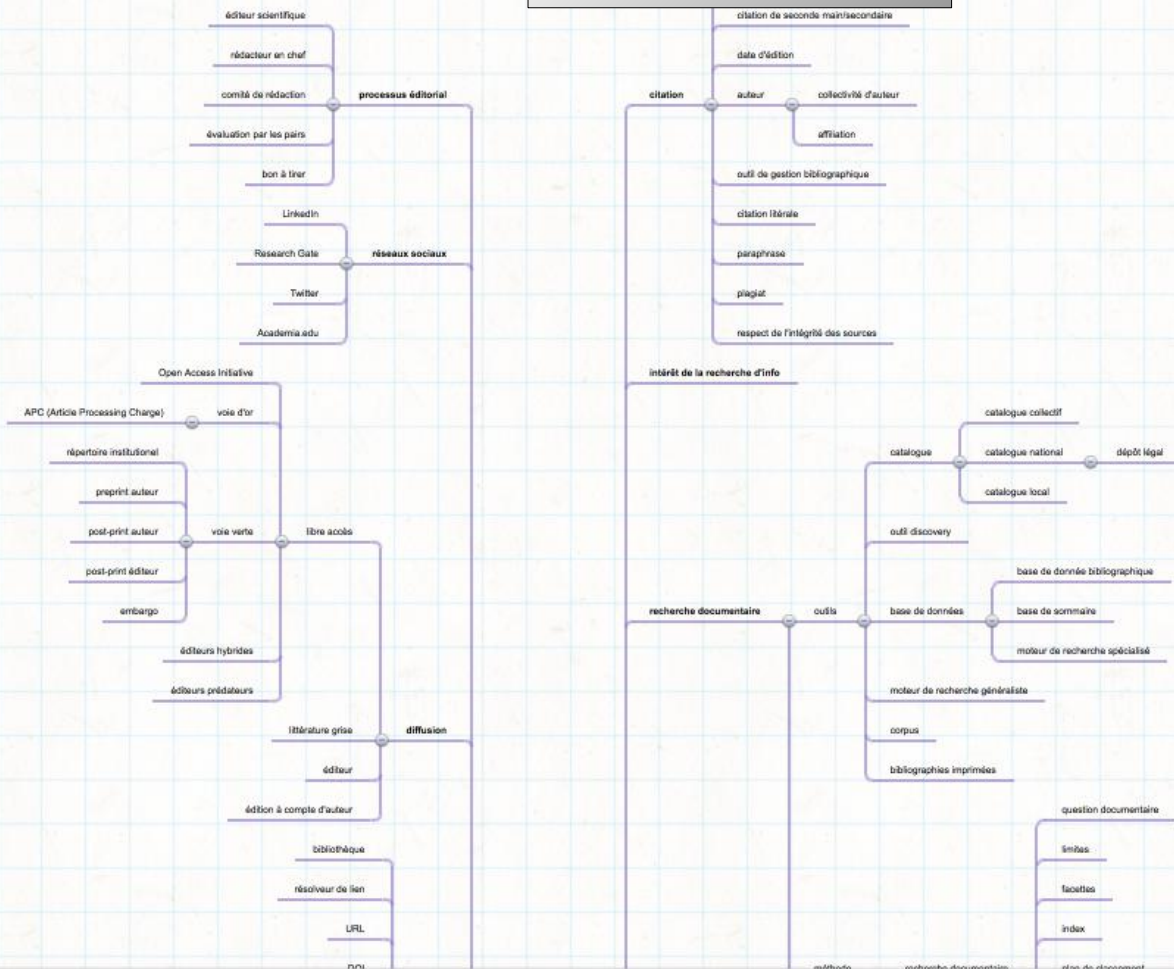 éditeur scientifique
rédacteur en chef
comité de rédaction
processus éditorial
évaluation par les pairs
bon à tirer
LinkedIn
Research Gate
réseaux sociaux
Twitter
Academia.edu
Open Access Initiative
APC (Article Processing Charge)
voie d'or
répertoire institutionel
preprint auteur
post-print auteur
voie verte
libre accès
post-print éditeur
embargo
éditeurs hybrides
éditeurs prédateurs
littérature grise
diffusion
éditeur
édition à compte d'auteur
bibliothèque
résolveur de lien
URL
DOI
citation de seconde main/secondaire
date d'édition
citation
auteur
collectivité d'auteur
affiliation
outil de gestion bibliographique
citation litérale
paraphrase
plagiat
respect de l'intégrité des sources
intérêt de la recherche d'info
catalogue collectif
catalogue
catalogue national
dépôt légal
catalogue local
outil discovery
base de donnée bibliographique
recherche documentaire
outils
base de données
base de sommaire
moteur de recherche spécialisé
moteur de recherche généraliste
corpus
bibliographies imprimées
question documentaire
limites
facettes
index
méthode
recherche documentaire
plan de classement